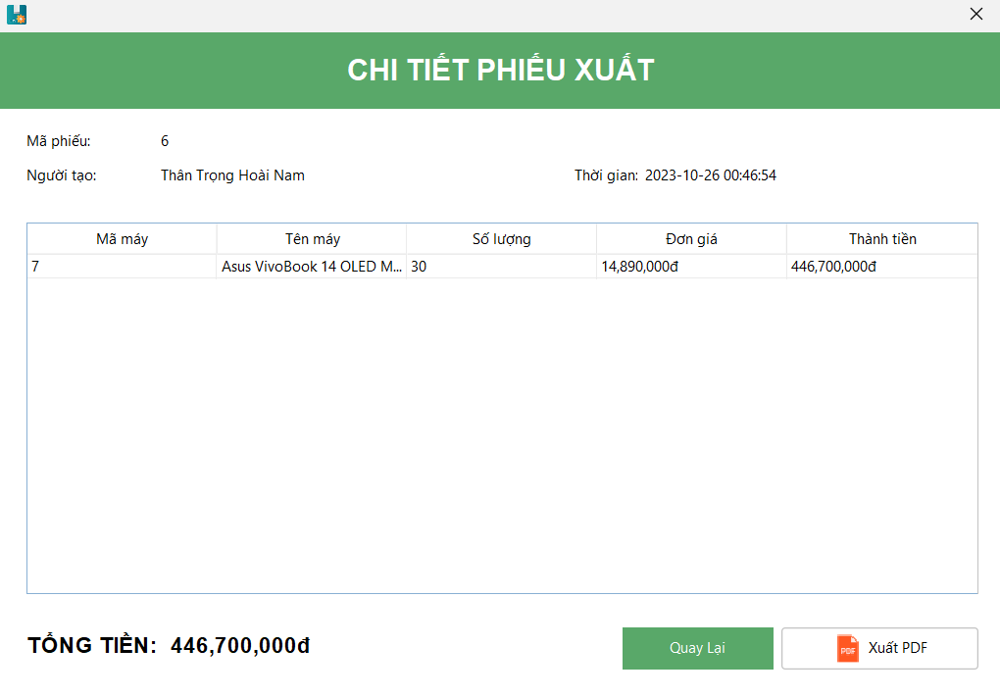 CHI TIẾT PHIẾU XUẤT
Mã phiếu: 6
Người tạo: Thân Trọng Hoài Nam Thời gian: 2023-10-26 00:46:54
Mã máy Tên máy Số lượng Đơn giá Thành tiền
7 Asus VivoBook 14 OLED M... 30 14,890,000đ 446,700,000đ
TỔNG TIỀN: 446,700,000đ Quay Lại PDF Xuất PDF